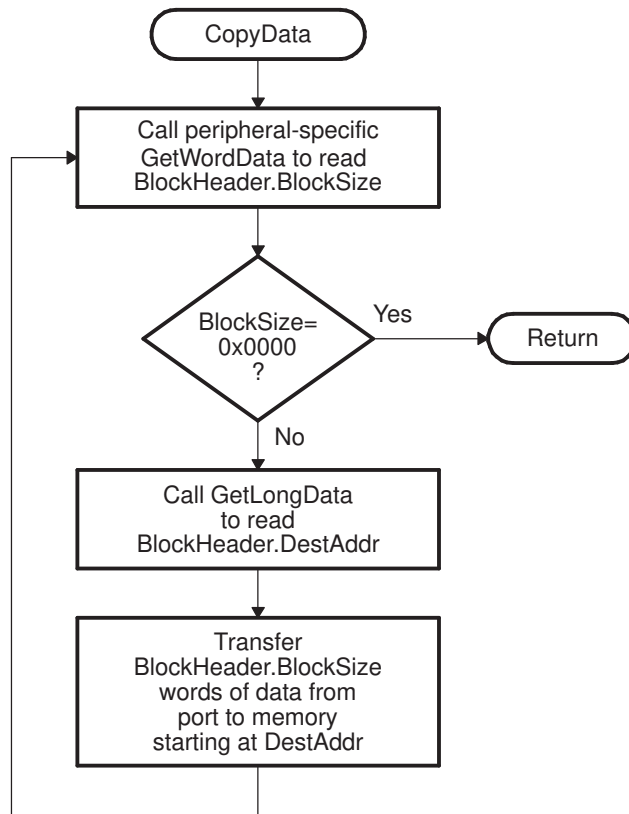 CopyData
Call peripheral-specific
GetWordData to read
BlockHeader.BlockSize
BlockSize=
0x0000
?
Yes
Return
No
Call GetLongData
to read
BlockHeader.DestAddr
Transfer
BlockHeader.BlockSize
words of data from
port to memory
starting at DestAddr